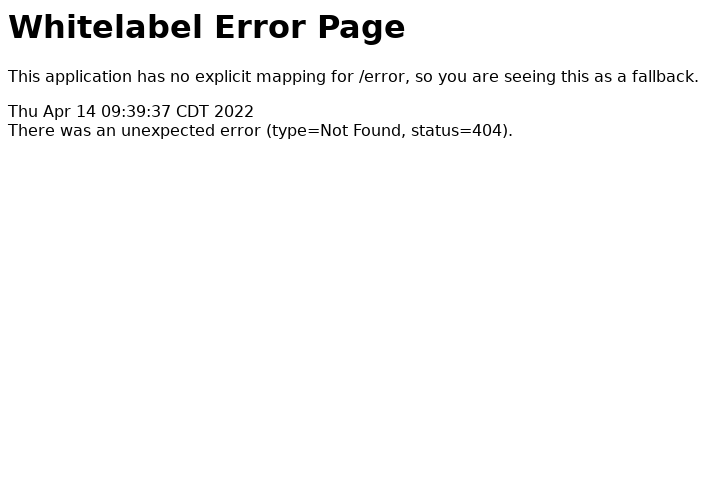 Whitelabel Error Page
This application has no explicit mapping for /error, so you are seeing this as a fallback.
Thu Apr 14 09:39:37 CDT 2022
There was an unexpected error (type=Not Found, status=404).